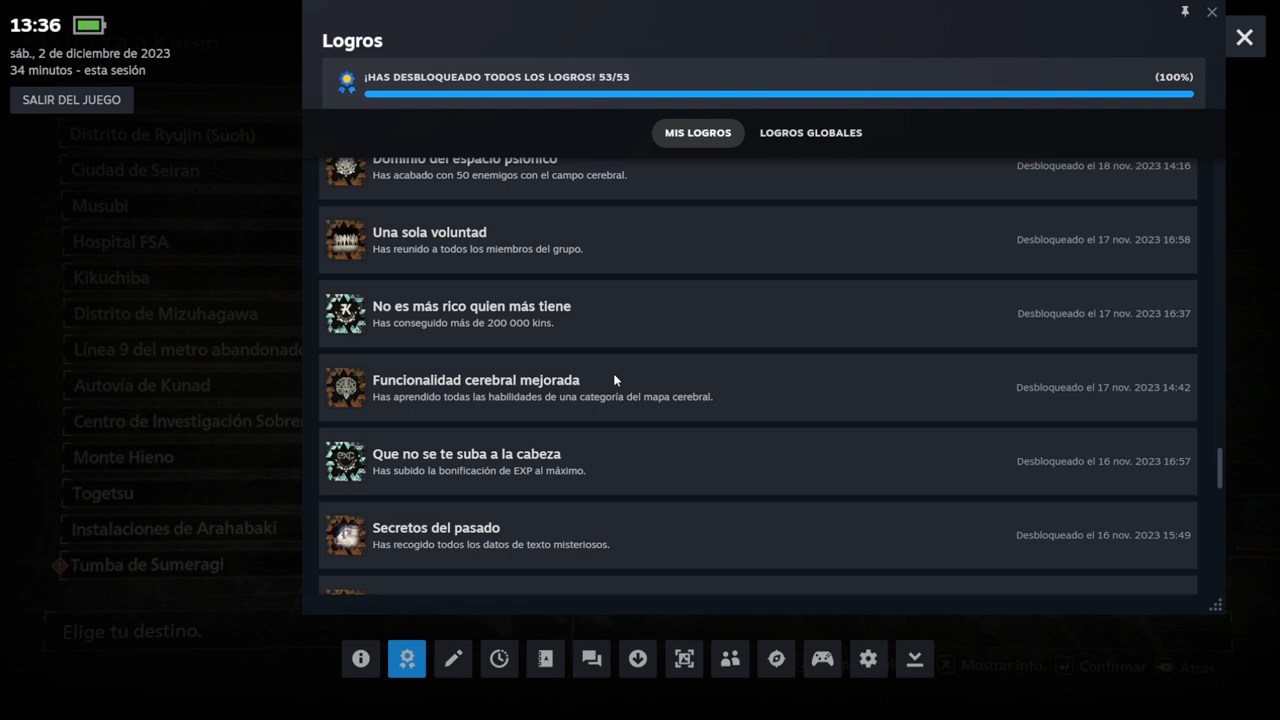 13:36
sáb., 2 de diciembre de 2023
34 minutos - esta sesión
SALIR DEL JUEGO
Logros
¡HAS DESBLOQUEADO TODOS LOS LOGROS! 53/53
(100%)
MIS LOGROS
LOGROS GLOBALES
Dominio del espacio psiónico
Has acabado con 50 enemigos con el campo cerebral.
Desbloqueado el 18 nov. 2023 14:16
Una sola voluntad
Has reunido a todos los miembros del grupo.
Desbloqueado el 17 nov. 2023 16:58
No es más rico quien más tiene
Has conseguido más de 200 000 kins.
Desbloqueado el 17 nov. 2023 16:37
Funcionalidad cerebral mejorada
Has aprendido todas las habilidades de una categoría del mapa cerebral.
Desbloqueado el 17 nov. 2023 14:42
Que no se te suba a la cabeza
Has subido la bonificación de EXP al máximo.
Desbloqueado el 16 nov. 2023 16:57
Secretos del pasado
Has recogido todos los datos de texto misteriosos.
Desbloqueado el 16 nov. 2023 15:49
Distrito de Ryujin (Suoh)
Ciudad de Seiran
Musubi
Hospital FSA
Kikuchiba
Distrito de Mizuhagawa
Línea 9 del metro abandonado
Autovía de Kunad
Centro de Investigación Sobre
Monte Hieno
Togetsu
Instalaciones de Arahabaki
Tumba de Sumeragi
Elige tu destino.
X Mostrar info.
Confirmar
Atrás